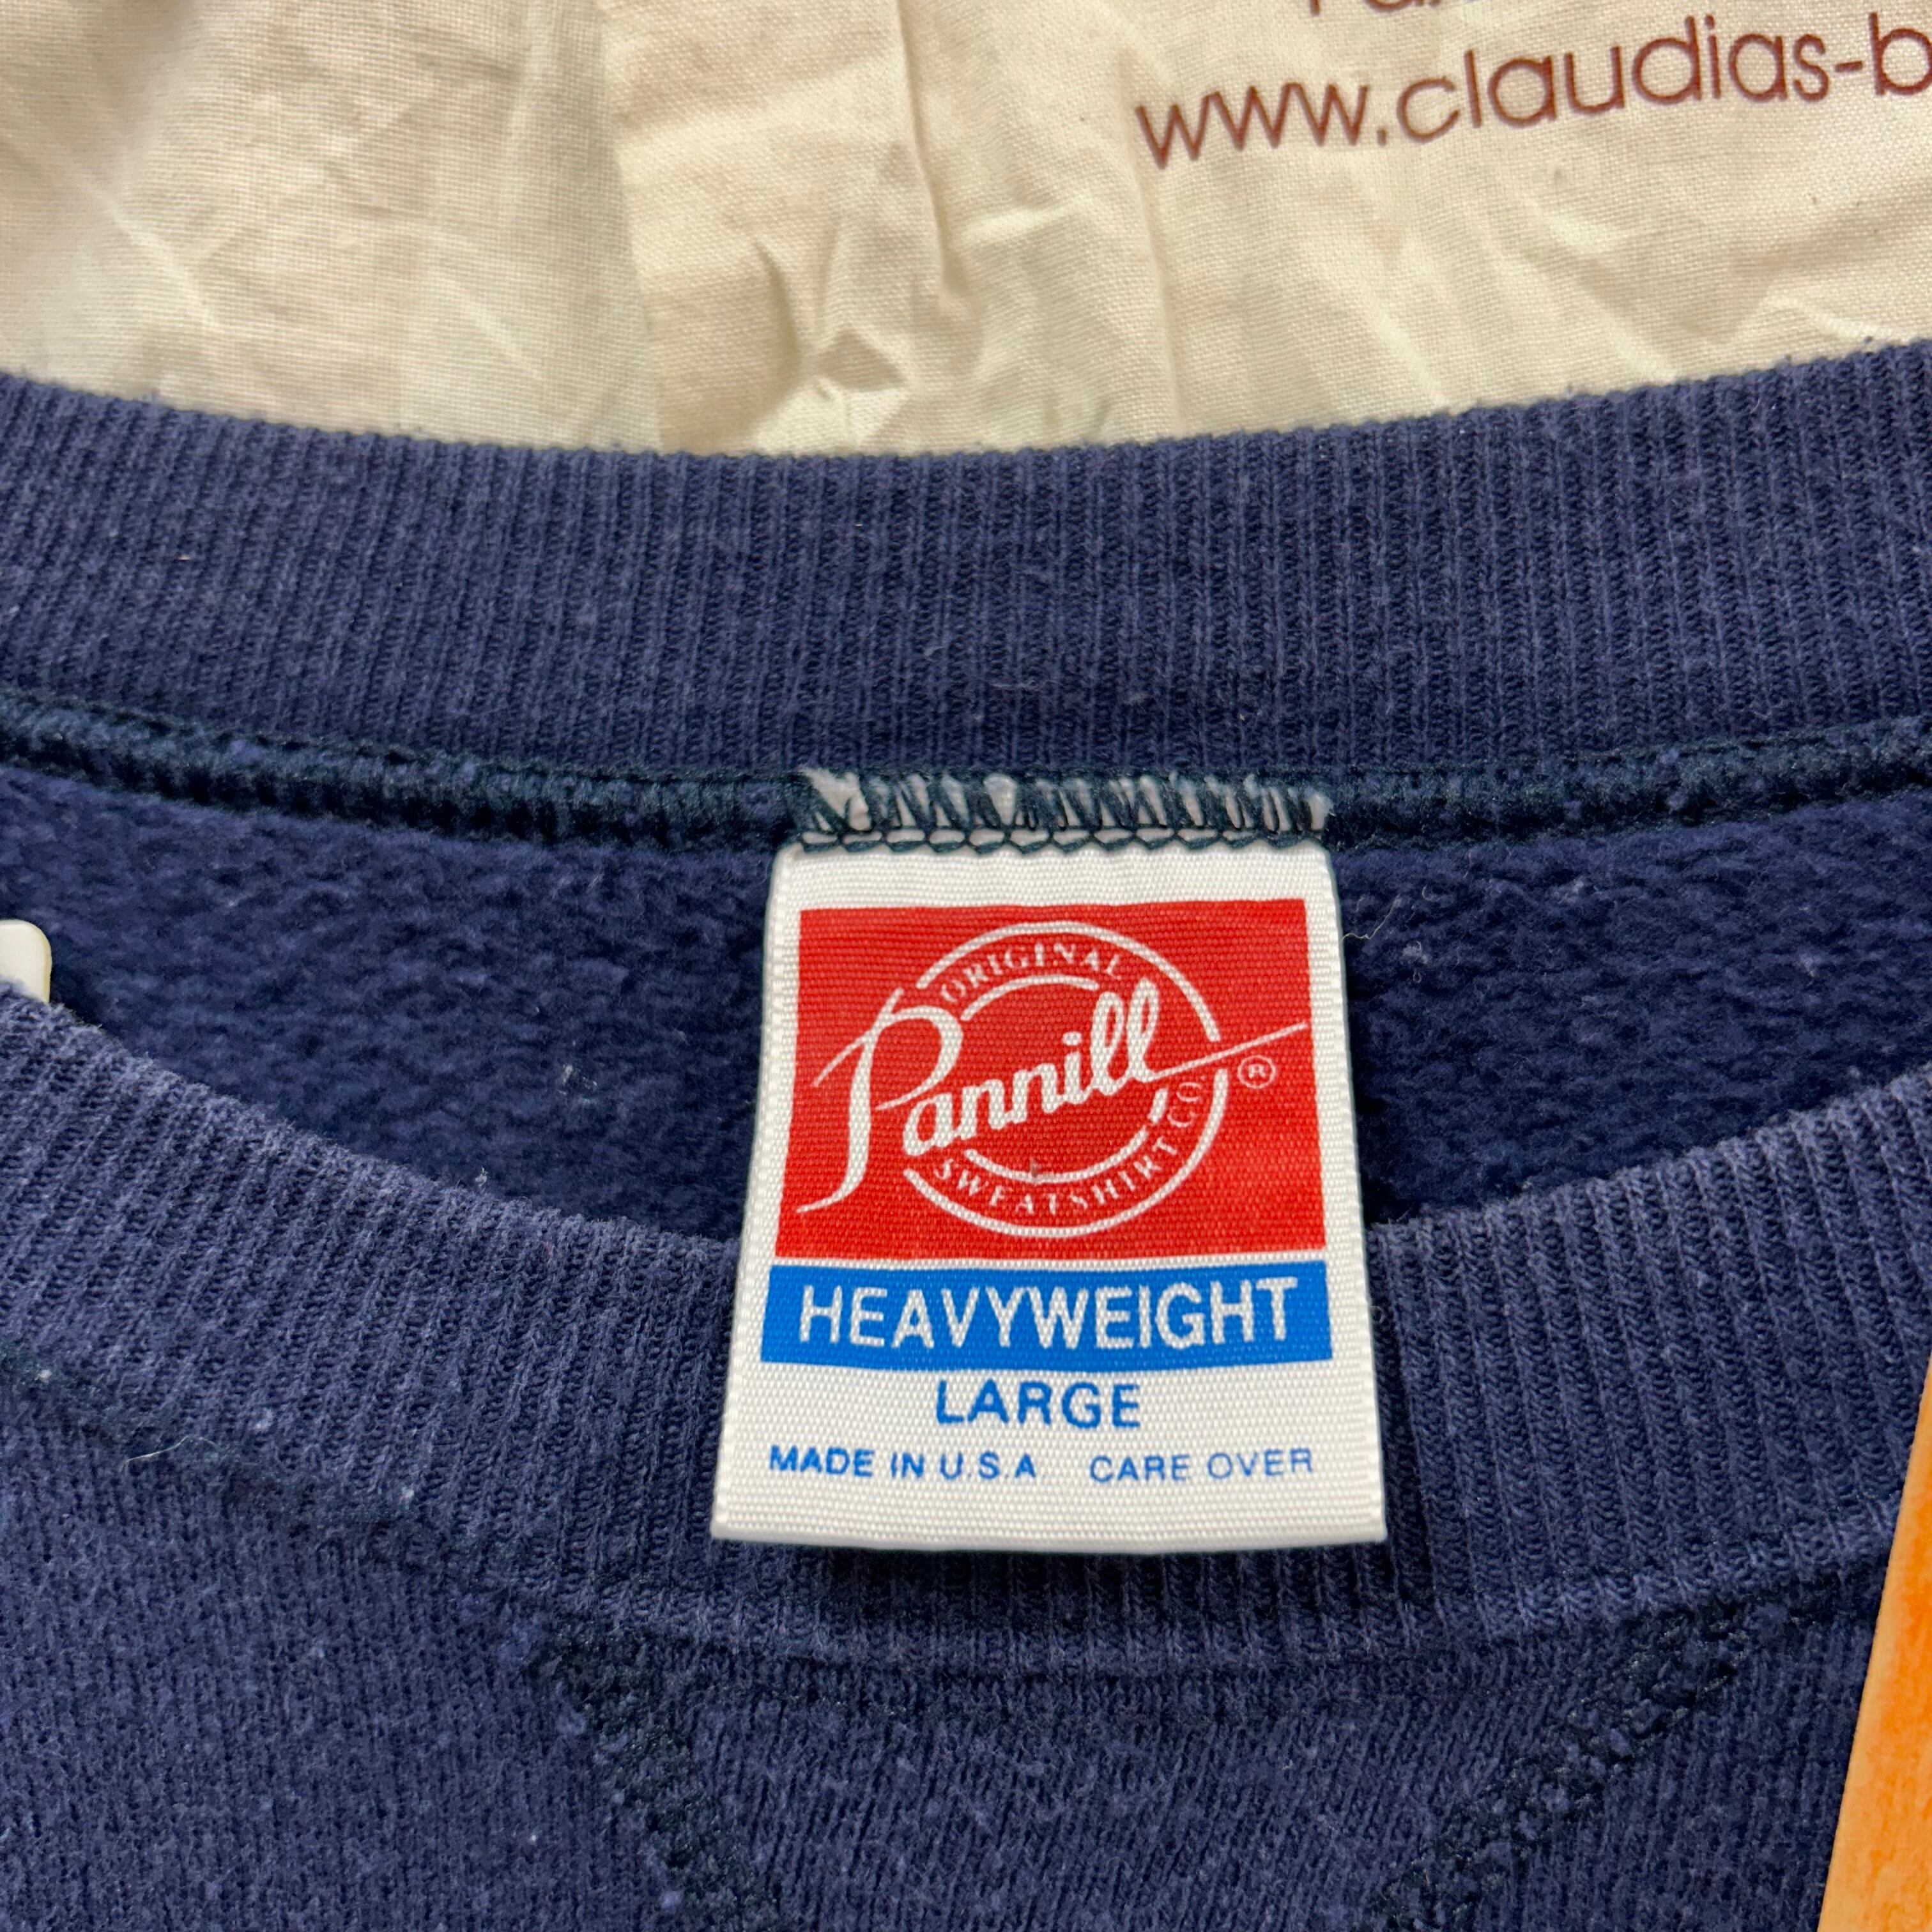 www.claudias-b
ORIGINAL
Pannill
SWEATSHIRT CO
®
HEAVYWEIGHT
LARGE
MADE IN U.S.A CARE OVER